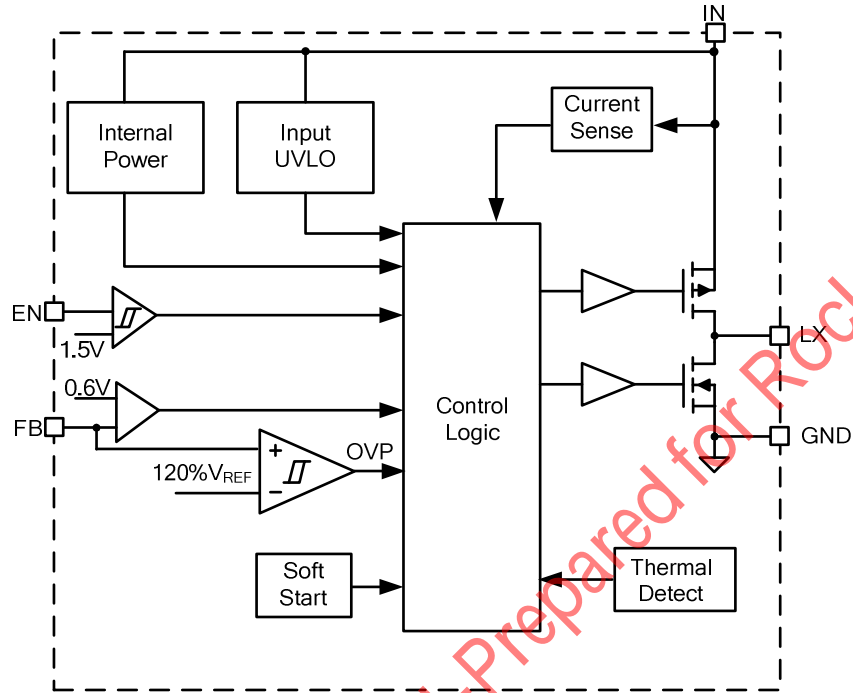 IN
Internal
Power
Input
UVLO
Current
Sense
EN
1.5V
0.6V
FB
120%VREF
OVP
Control
Logic
LX
GND
Soft
Start
Thermal
Detect
Prepared for